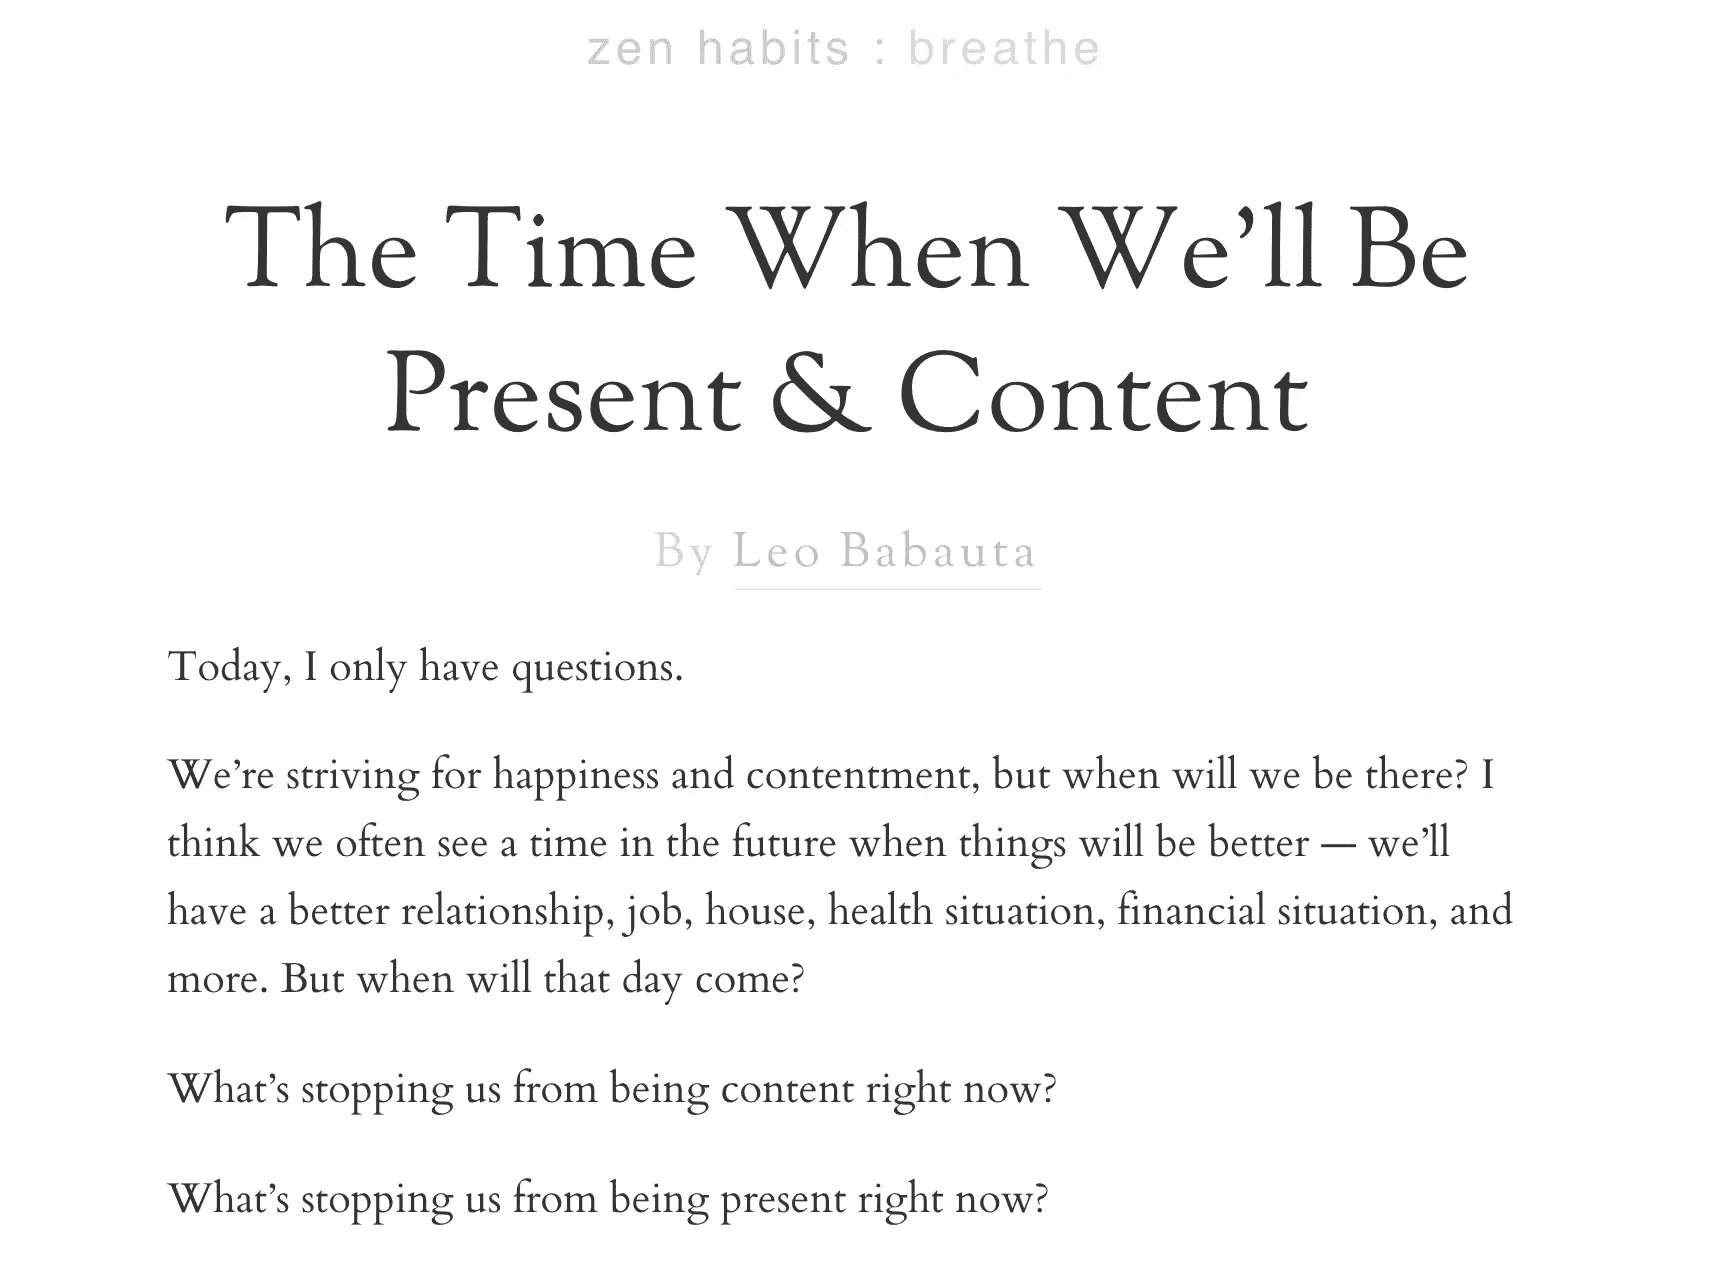 zen habits : breathe
The Time When We’ll Be
Present & Content
By Leo Babauta
Today, I only have questions.
We’re striving for happiness and contentment, but when will we be there? I
think we often see a time in the future when things will be better — we’ll
have a better relationship, job, house, health situation, financial situation, and
more. But when will that day come?
What’s stopping us from being content right now?
What’s stopping us from being present right now?